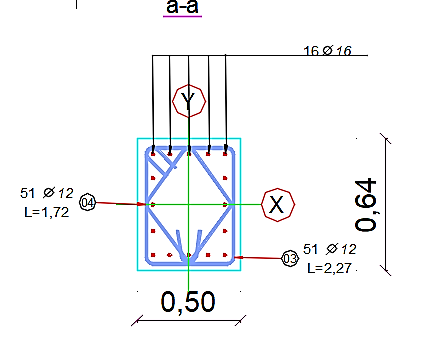 a-a
16 Ø 16
Y
51 Ø 12
L=1,72
04
X
0,64
03
51 Ø 12
L=2,27
0,50